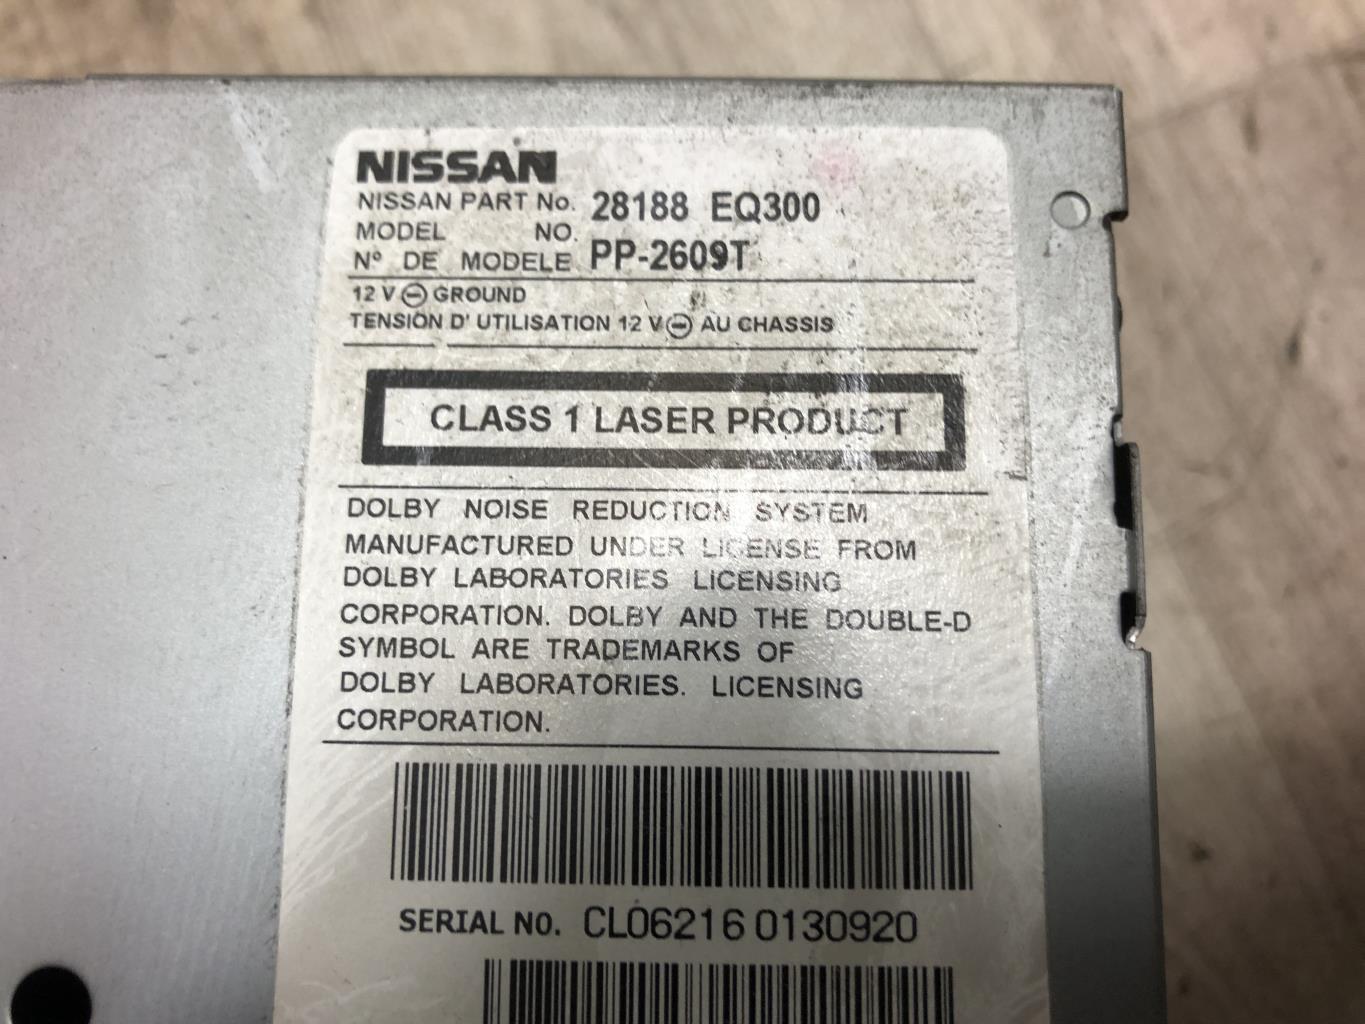 NISSAN
NISSAN PART No. 28188 EQ300
MODEL NO.
Nº DE MODELE PP-2609T
12 V ⊖ GROUND
TENSION D' UTILISATION 12 V ⊖ AU CHASSIS
CLASS 1 LASER PRODUCT
DOLBY NOISE REDUCTION SYSTEM
MANUFACTURED UNDER LICENSE FROM
DOLBY LABORATORIES LICENSING
CORPORATION. DOLBY AND THE DOUBLE-D
SYMBOL ARE TRADEMARKS OF
DOLBY LABORATORIES. LICENSING
CORPORATION.
SERIAL NO. CL06216 0130920